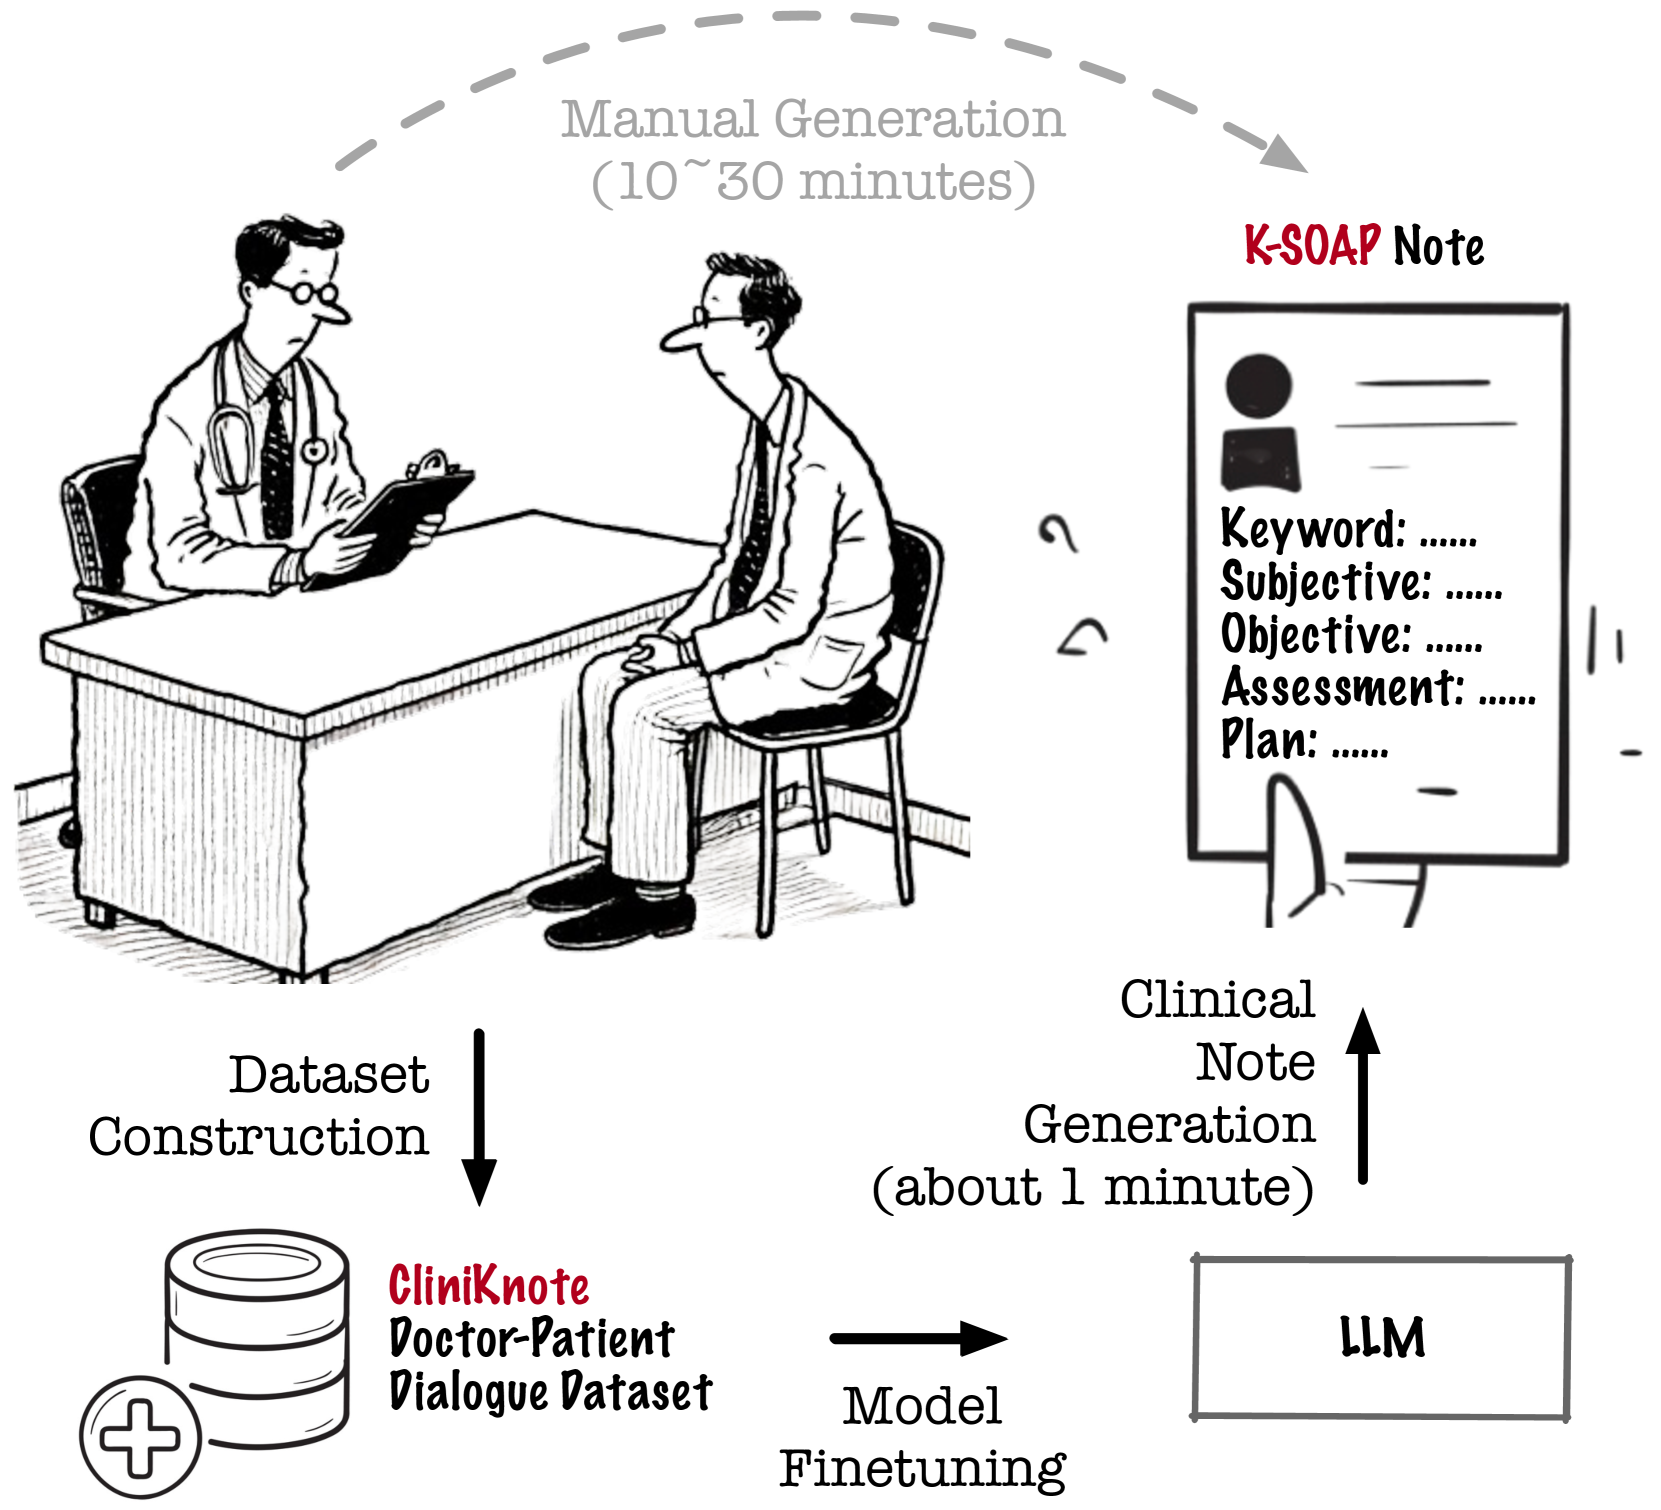 Manual Generation
(10~30 minutes)
K-SOAP Note
Keyword: ......
Subjective: ......
Objective: ......
Assessment: ......
Plan: ......
Dataset
Construction
Clinical
Note
Generation
(about 1 minute)
CliniKnote
Doctor-Patient
Dialogue Dataset
Model
Finetuning
LLM